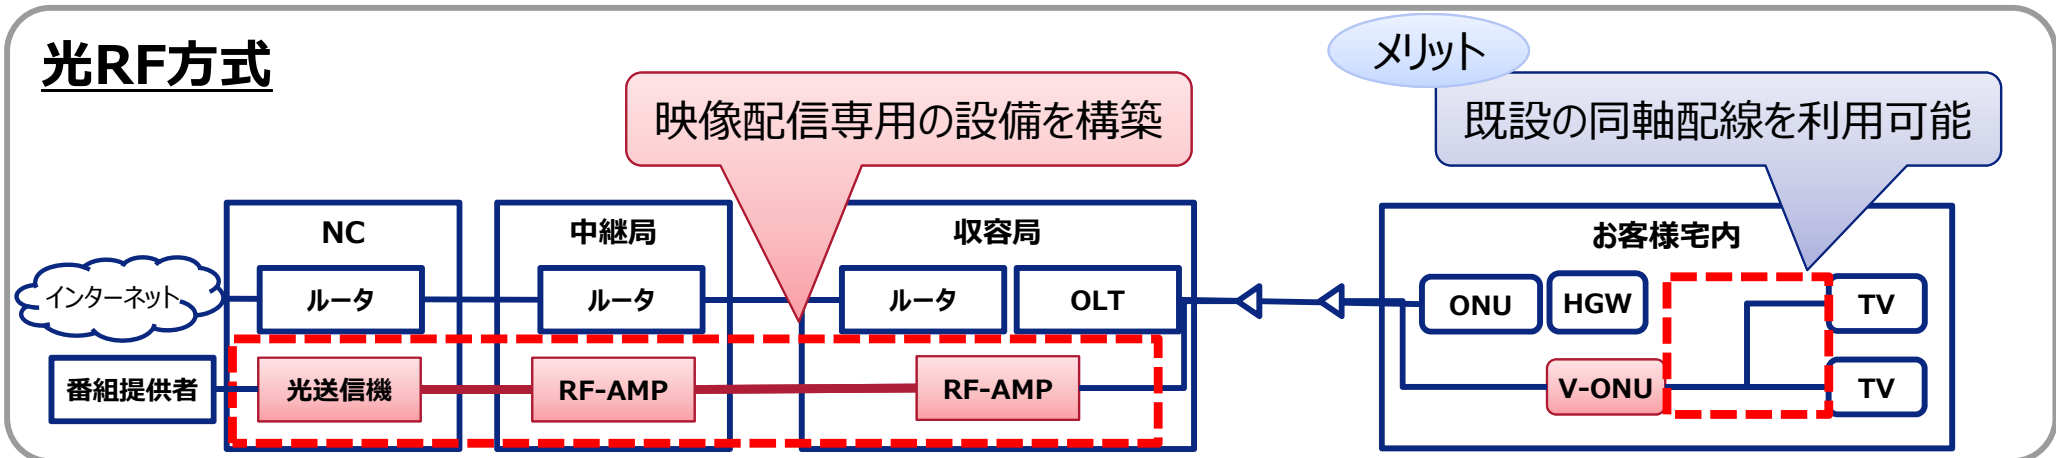 光RF方式
メリット
映像配信専用の設備を構築
既設の同軸配線を利用可能
NC
中継局
収容局
お客様宅内
インターネット
ルータ
ルータ
ルータ
OLT
ONU
HGW
TV
番組提供者
光送信機
RF-AMP
RF-AMP
V-ONU
TV